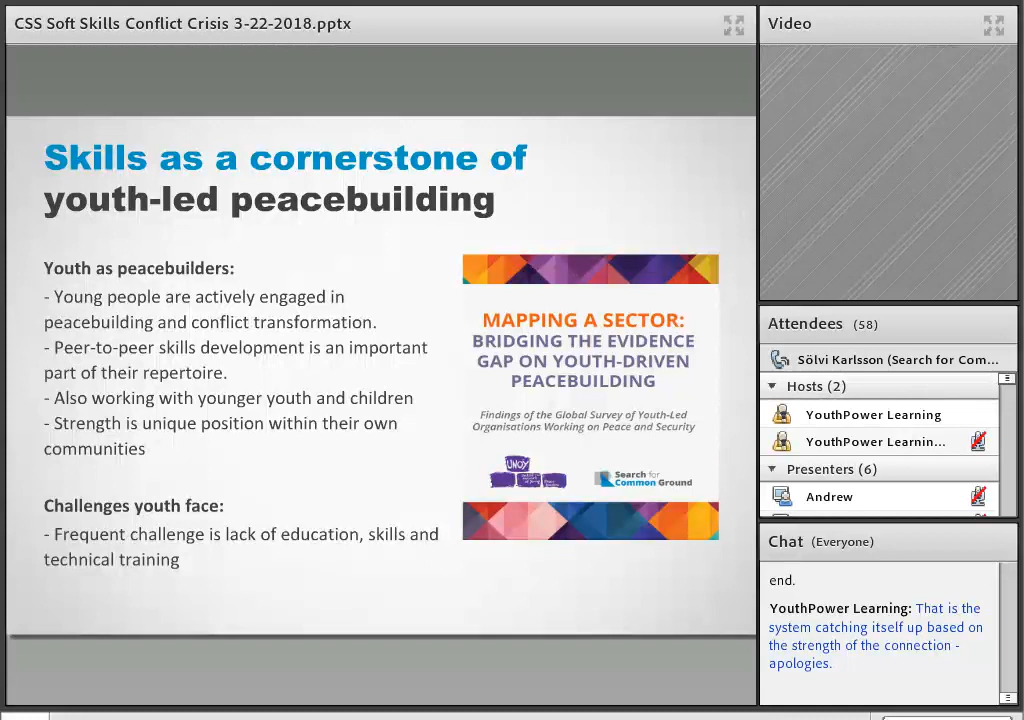 CSS Soft Skills Conflict Crisis 3-22-2018.pptx
Skills as a cornerstone of
youth-led peacebuilding
Youth as peacebuilders:
- Young people are actively engaged in
peacebuilding and conflict transformation.
- Peer-to-peer skills development is an important
part of their repertoire.
- Also working with younger youth and children
- Strength is unique position within their own
communities
Challenges youth face:
- Frequent challenge is lack of education, skills and
technical training
MAPPING A SECTOR:
BRIDGING THE EVIDENCE
GAP ON YOUTH-DRIVEN
PEACEBUILDING
Findings of the Global Survey of Youth-Led
Organisations Working on Peace and Security
UNOY
Search for
Common Ground
Video
Attendees (58)
Sölvi Karlsson (Search for Com...
Hosts (2)
YouthPower Learning
YouthPower Learnin...
Presenters (6)
Andrew
Chat (Everyone)
end.
YouthPower Learning: That is the
system catching itself up based on
the strength of the connection -
apologies.